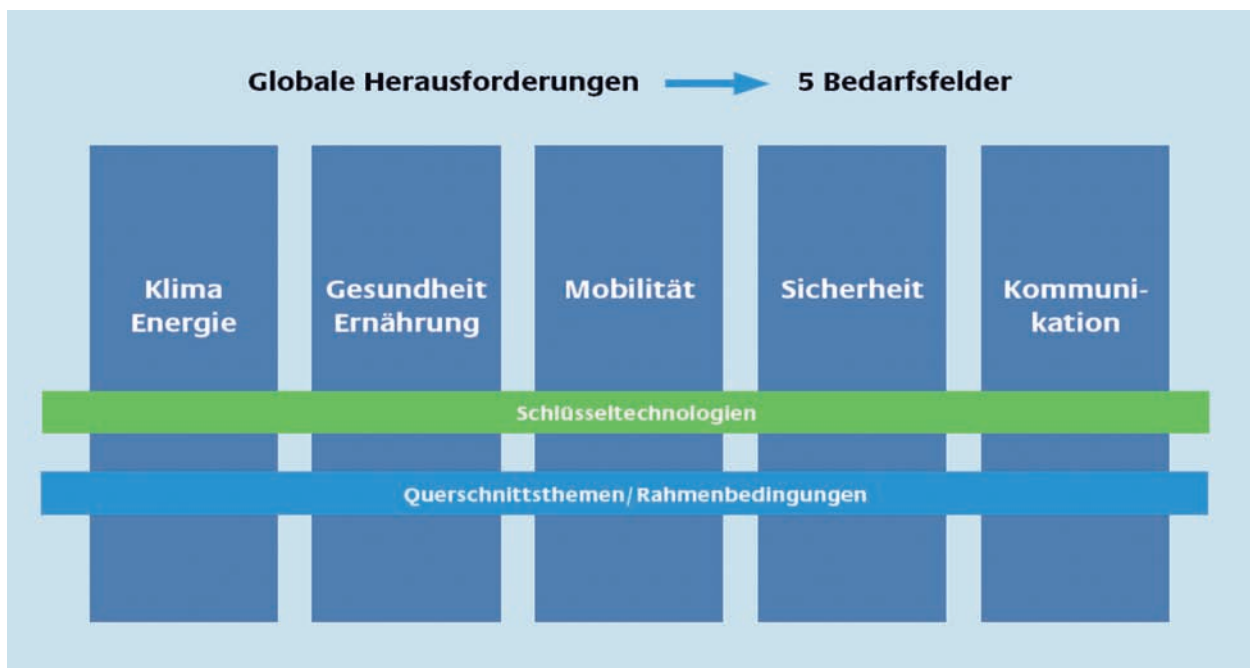 Globale Herausforderungen
5 Bedarfsfelder
Klima
Energie
Gesundheit
Ernährung
Mobilität
Sicherheit
Kommuni-
kation
Schlüsseltechnologien
Querschnittsthemen/Rahmenbedingungen